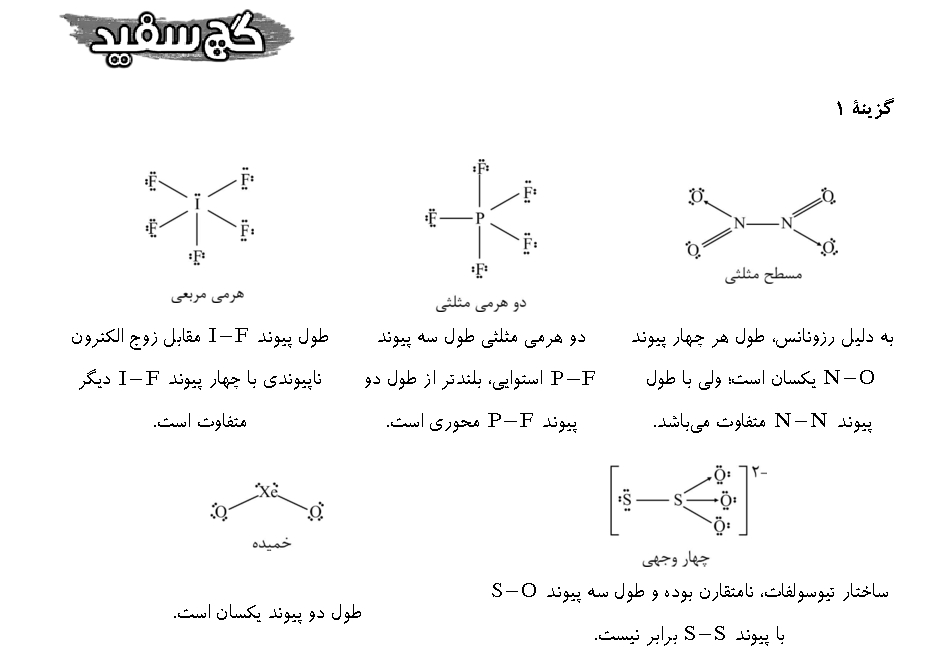 گچ سفید
گزینهٔ ۱
:F: F: I F: F: F:
هرمی مربعی
طول پیوند I−F مقابل زوج الکترون
ناپیوندی با چهار پیوند I−F دیگر
متفاوت است.
F: F: :F P F: F:
دو هرمی مثلثی
دو هرمی مثلثی طول سه پیوند
P−F استوایی، بلندتر از طول دو
پیوند P−F محوری است.
O O N N O O
مسطح مثلثی
به دلیل رزونانس، طول هر چهار پیوند
N−O یکسان است؛ ولی با طول
پیوند N−N متفاوت می‌باشد.
Xe O O
خمیده
طول دو پیوند یکسان است.
[:S S O: O: O:]۲-
چهار وجهی
ساختار تیوسولفات، نامتقارن بوده و طول سه پیوند S−O
با پیوند S−S برابر نیست.